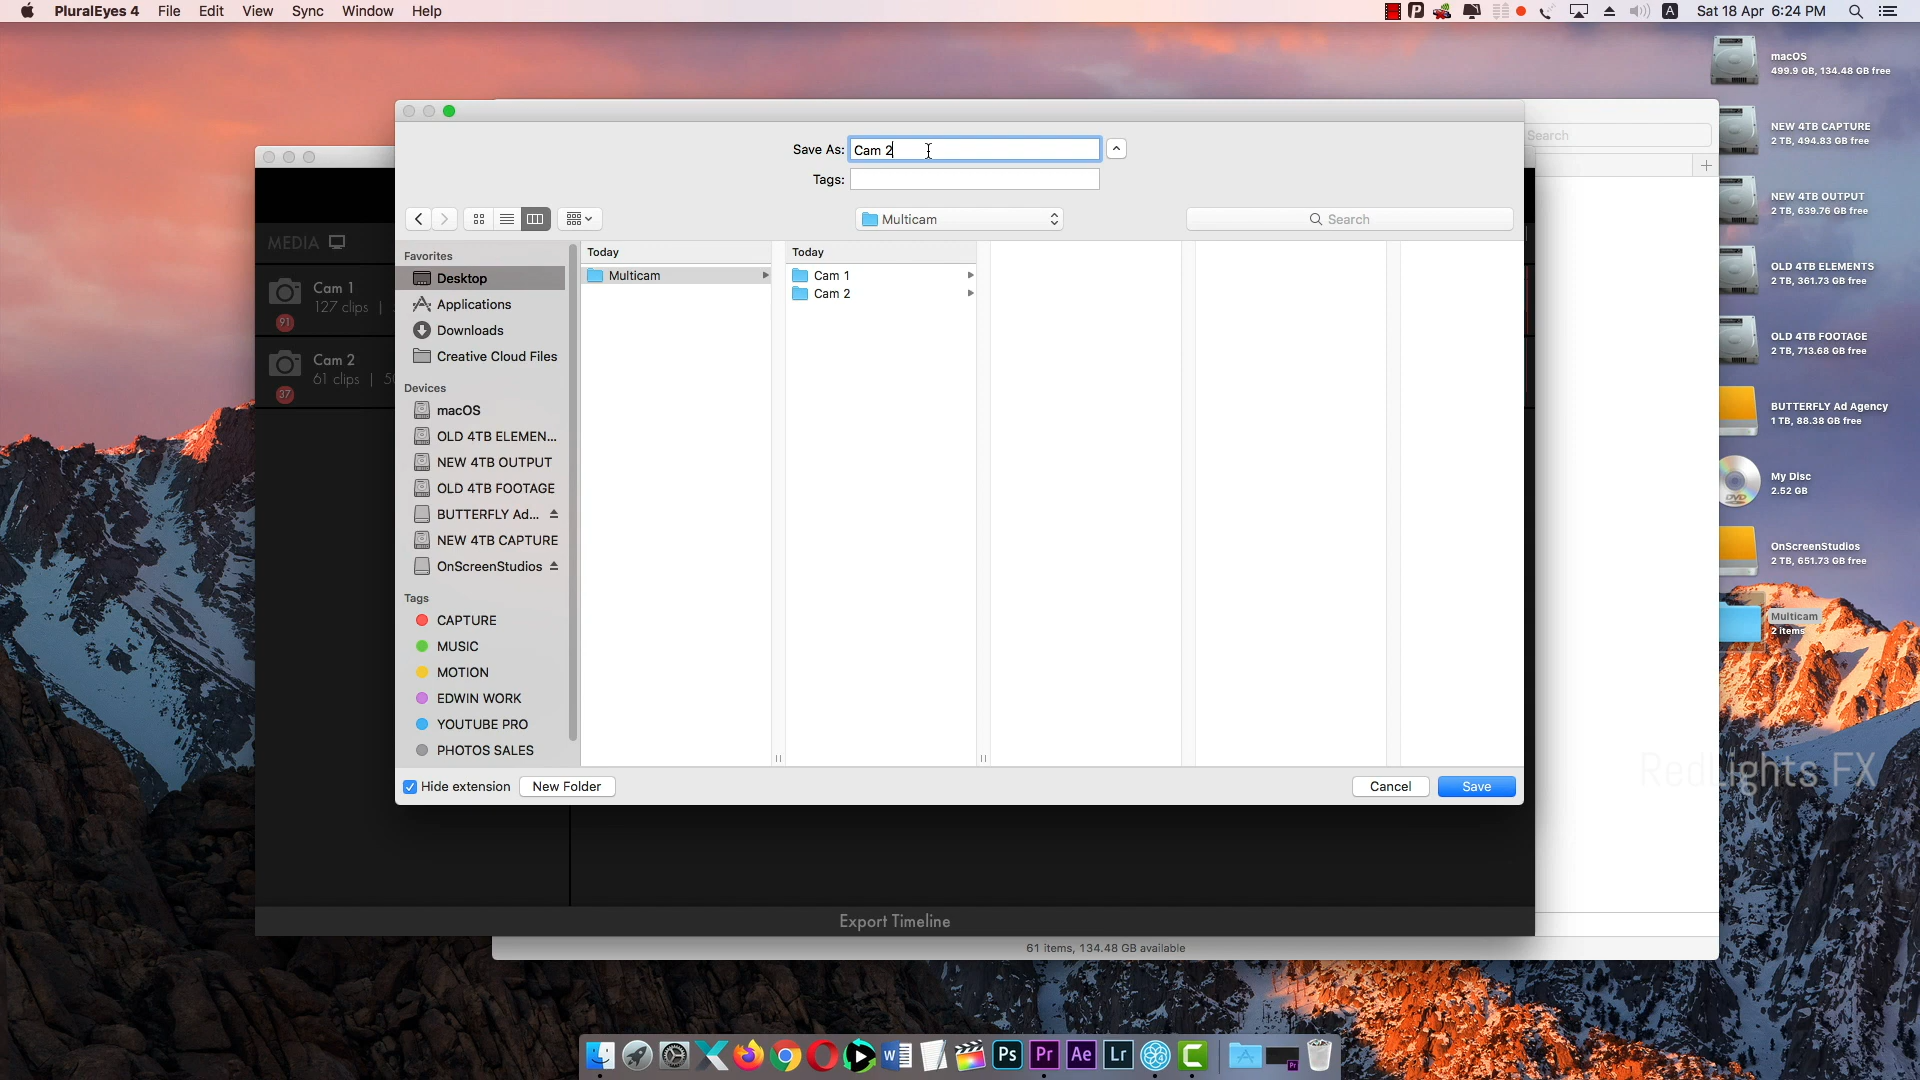 PluralEyes 4 File Edit View Sync Window Help
Sat 18 Apr 6:24 PM
macOS
499.9 GB, 134.48 GB free
Search
NEW 4TB CAPTURE
2 TB, 494.83 GB free
Save As: Cam 2
Tags:
NEW 4TB OUTPUT
2 TB, 639.76 GB free
Multicam
Search
MEDIA
Favorites
Desktop
Applications
Downloads
Creative Cloud Files
Today
Multicam
Today
Cam 1
Cam 2
OLD 4TB ELEMENTS
2 TB, 361.73 GB free
Cam 1
127 clips |
91
Cam 2
61 clips |
37
OLD 4TB FOOTAGE
2 TB, 713.68 GB free
Devices
macOS
OLD 4TB ELEMEN...
NEW 4TB OUTPUT
OLD 4TB FOOTAGE
BUTTERFLY Ad...
NEW 4TB CAPTURE
OnScreenStudios
BUTTERFLY Ad Agency
1 TB, 88.38 GB free
My Disc
2.52 GB
DVD
OnScreenStudios
2 TB, 651.73 GB free
Tags
CAPTURE
MUSIC
MOTION
EDWIN WORK
YOUTUBE PRO
PHOTOS SALES
Multicam
2 items
Redlights FX
Hide extension New Folder Cancel Save
Export Timeline
61 items, 134.48 GB available
Ps Pr Ae Lr